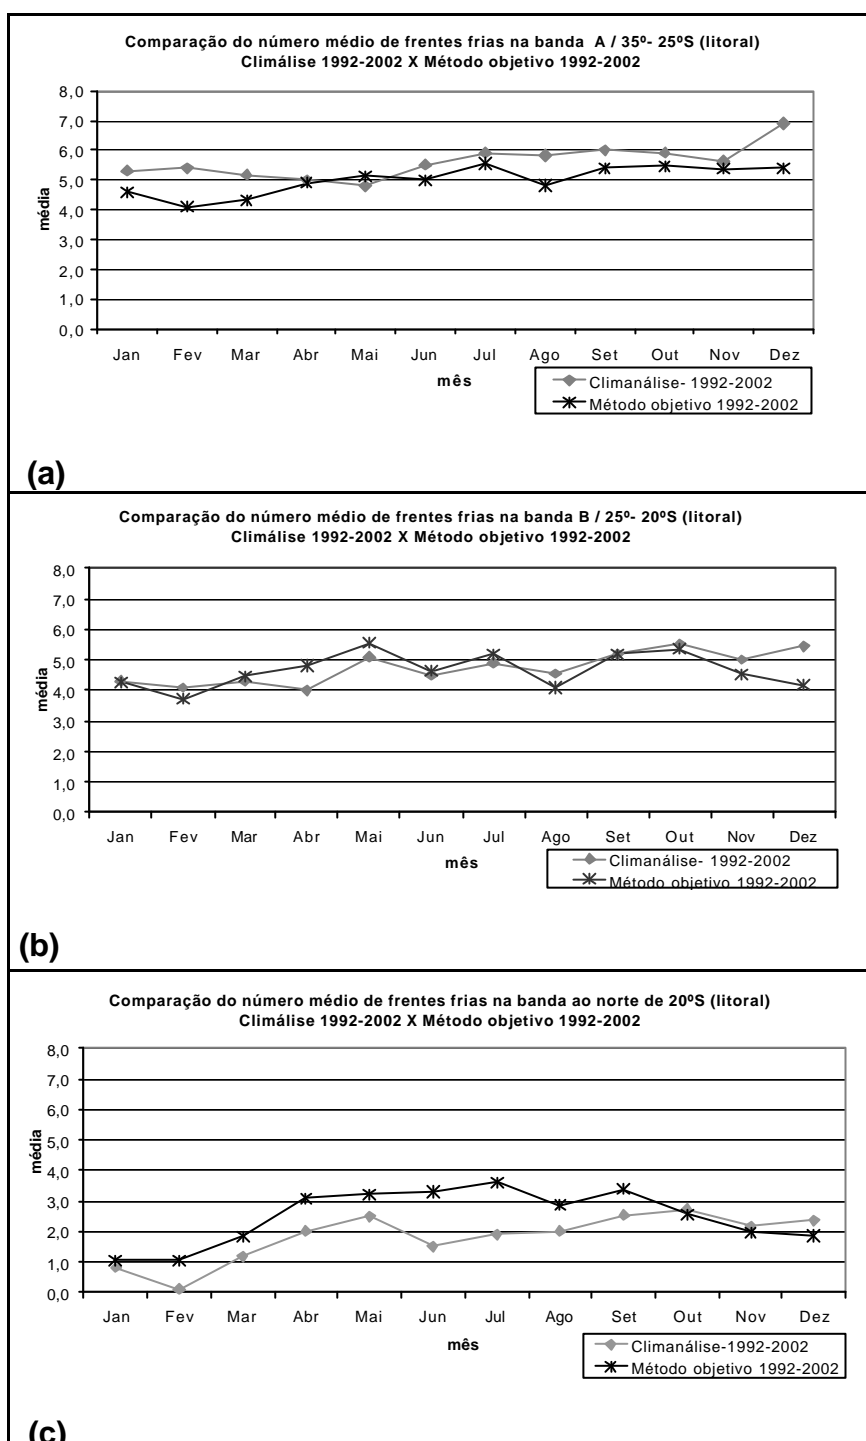 Comparação do número médio de frentes frias na banda A / 35º- 25ºS (litoral)
Climálise 1992-2002 X Método objetivo 1992-2002
8,0
7,0
6,0
5,0
4,0
3,0
2,0
1,0
0,0
média
Jan Fev Mar Abr Mai Jun Jul Ago Set Out Nov Dez
mês
Climanálise- 1992-2002
Método objetivo 1992-2002
(a)
Comparação do número médio de frentes frias na banda B / 25º- 20ºS (litoral)
Climálise 1992-2002 X Método objetivo 1992-2002
8,0
7,0
6,0
5,0
4,0
3,0
2,0
1,0
0,0
média
Jan Fev Mar Abr Mai Jun Jul Ago Set Out Nov Dez
mês
Climanálise- 1992-2002
Método objetivo 1992-2002
(b)
Comparação do número médio de frentes frias na banda ao norte de 20ºS (litoral)
Climálise 1992-2002 X Método objetivo 1992-2002
8,0
7,0
6,0
5,0
4,0
3,0
2,0
1,0
0,0
média
Jan Fev Mar Abr Mai Jun Jul Ago Set Out Nov Dez
mês
Climanálise-1992-2002
Método objetivo 1992-2002
(c)